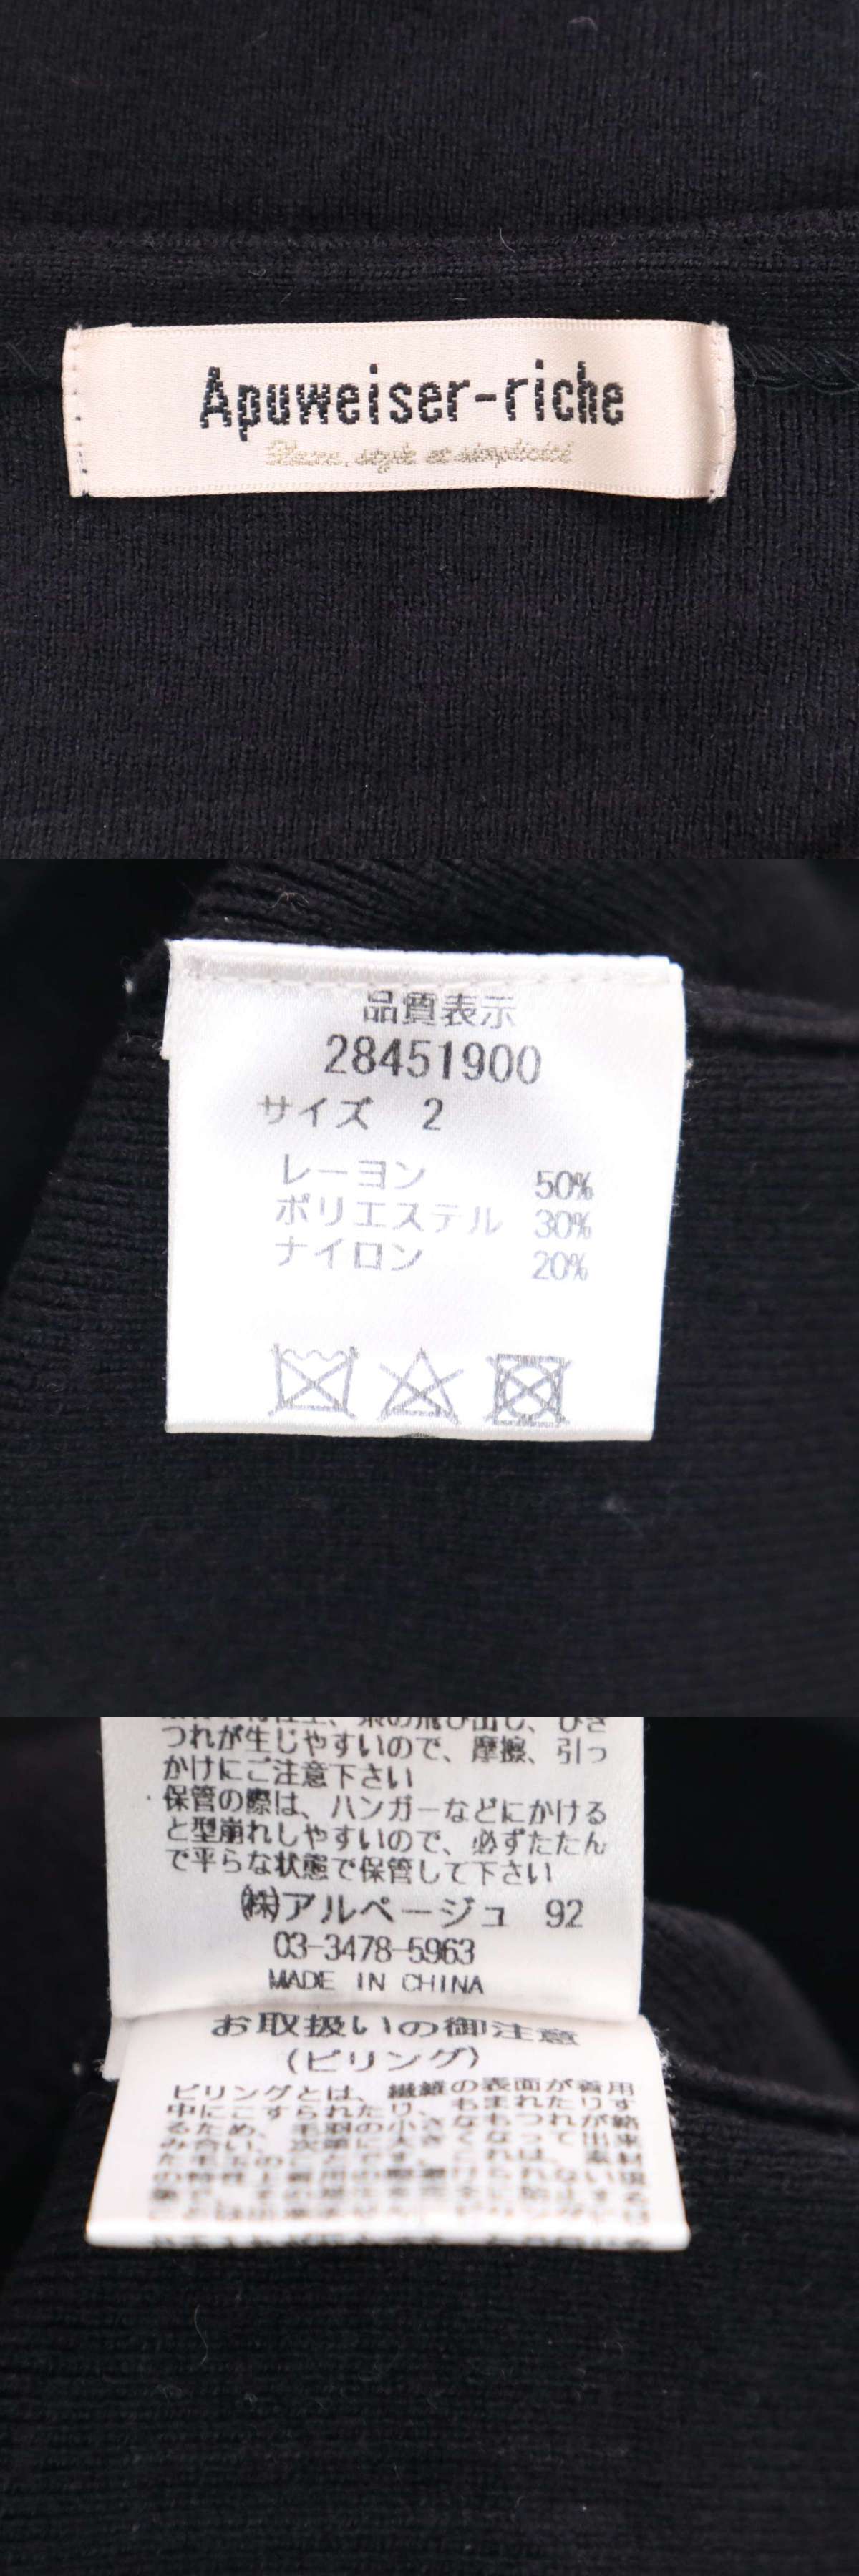 Apuweiser-riche
style et simplicité
品質表示
28451900
サイズ 2
レーヨン 50%
ポリエステル 30%
ナイロン 20%
つれが生じやすいので、摩擦、引っ
かけにご注意下さい
保管の際は、ハンガーなどにかける
と型崩れしやすいので、必ずたたん
で平らな状態で保管して下さい
㈱アルページュ 92
03-3478-5963
MADE IN CHINA
お取扱いの御注意
(ピリング)
ピリングとは、繊維の表面が着用
中にこすられたり、もまれたりす
るため、毛羽の小さなもつれが絡